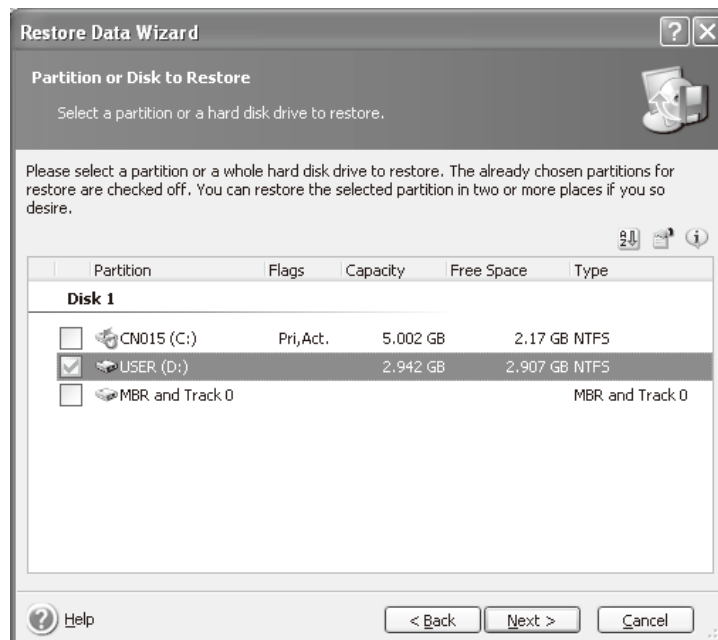 Restore Data Wizard
Partition or Disk to Restore
Select a partition or a hard disk drive to restore.
Please select a partition or a whole hard disk drive to restore. The already chosen partitions for
restore are checked off. You can restore the selected partition in two or more places if you so
desire.
Partition Flags Capacity Free Space Type
Disk 1
CN015 (C:) Pri,Act. 5.002 GB 2.17 GB NTFS
USER (D:) 2.942 GB 2.907 GB NTFS
MBR and Track 0 MBR and Track 0
Help < Back Next > Cancel